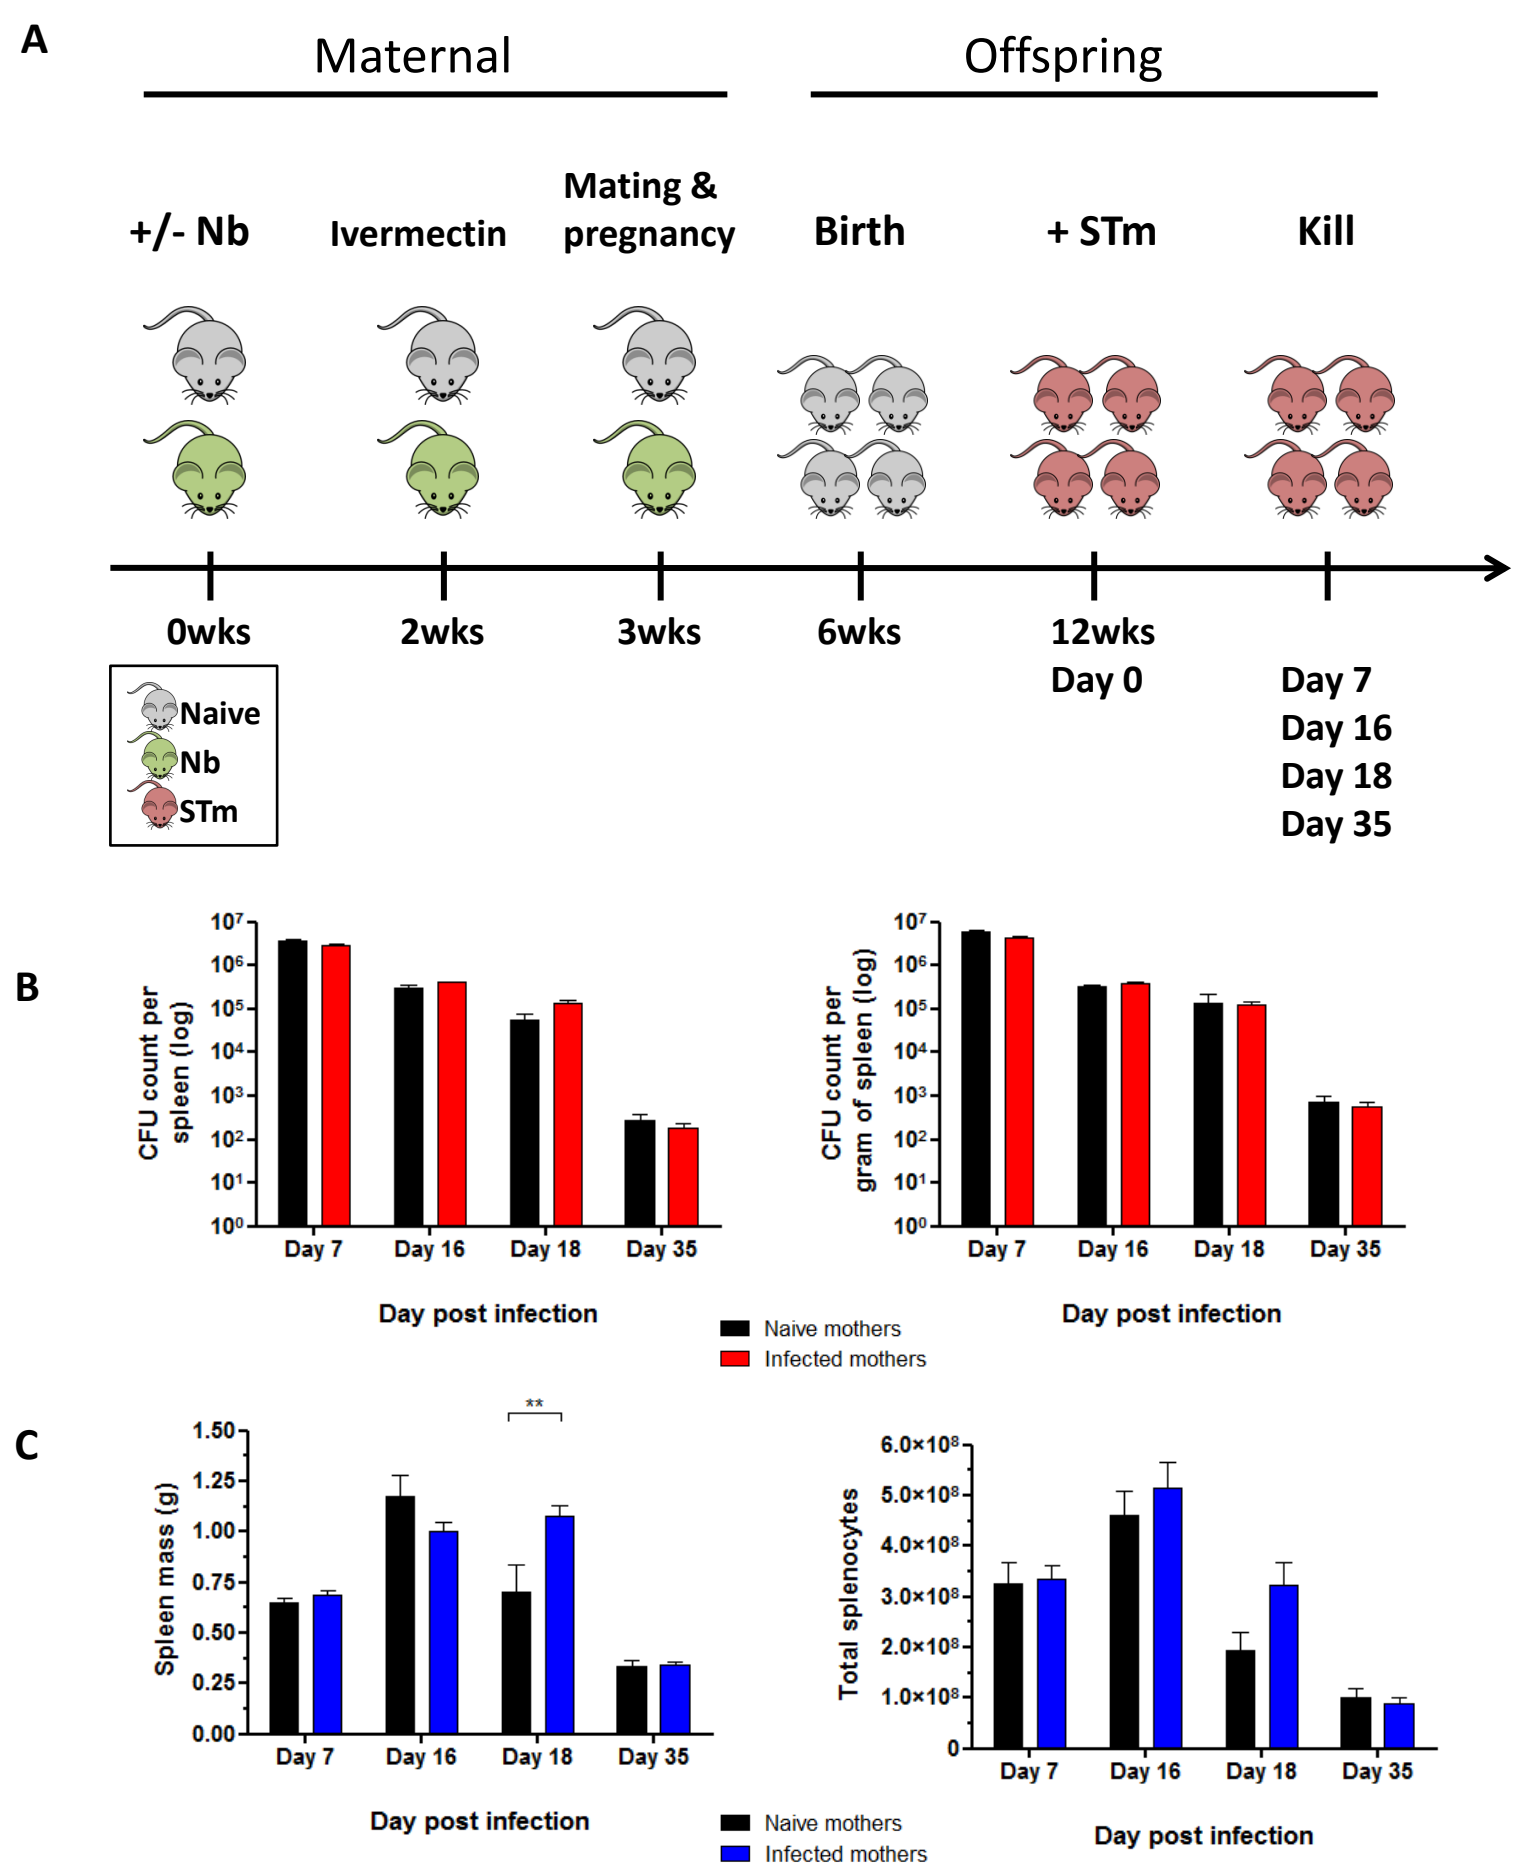 A
Maternal
Offspring
+/- Nb
Ivermectin
Mating &
pregnancy
Birth
+ STm
Kill
0wks
2wks
3wks
6wks
12wks
Day 0
Day 7
Day 16
Day 18
Day 35
Naive
Nb
STm
B
CFU count per
spleen (log)
10⁷
10⁶
10⁵
10⁴
10³
10²
10¹
10⁰
Day 7
Day 16
Day 18
Day 35
Day post infection
CFU count per
gram of spleen (log)
10⁷
10⁶
10⁵
10⁴
10³
10²
10¹
10⁰
Day 7
Day 16
Day 18
Day 35
Day post infection
Naive mothers
Infected mothers
C
Spleen mass (g)
1.50
1.25
1.00
0.75
0.50
0.25
0.00
**
Day 7
Day 16
Day 18
Day 35
Day post infection
Total splenocytes
6.0×10⁸
5.0×10⁸
4.0×10⁸
3.0×10⁸
2.0×10⁸
1.0×10⁸
0
Day 7
Day 16
Day 18
Day 35
Day post infection
Naive mothers
Infected mothers